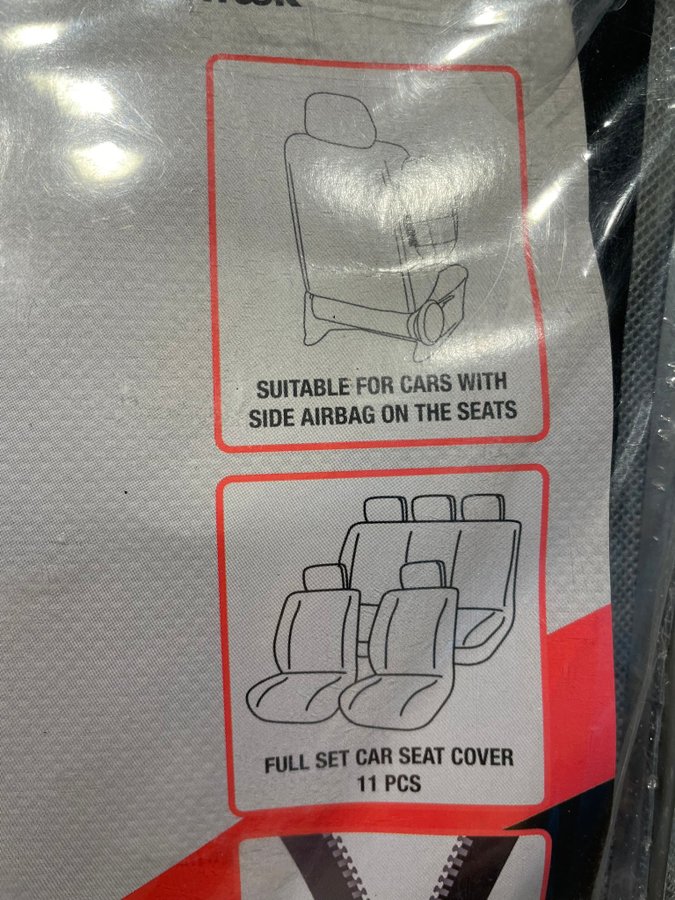 SUITABLE FOR CARS WITH
SIDE AIRBAG ON THE SEATS
FULL SET CAR SEAT COVER
11 PCS